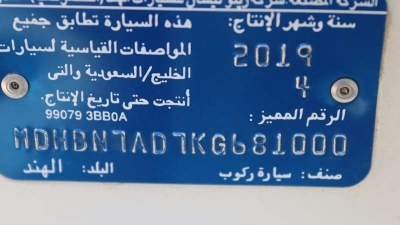 سنة وشهر الإنتاج: هذه السيارة تطابق جميع
2019 المواصفات القياسية لسيارات
4 الخليج/السعودية والتى
أنتجت حتى تاريخ الإنتاج.
الرقم المميز: 99079 3BB0A
MDHBN7AD7KG681000
صنف: سيارة ركوب البلد: الهند